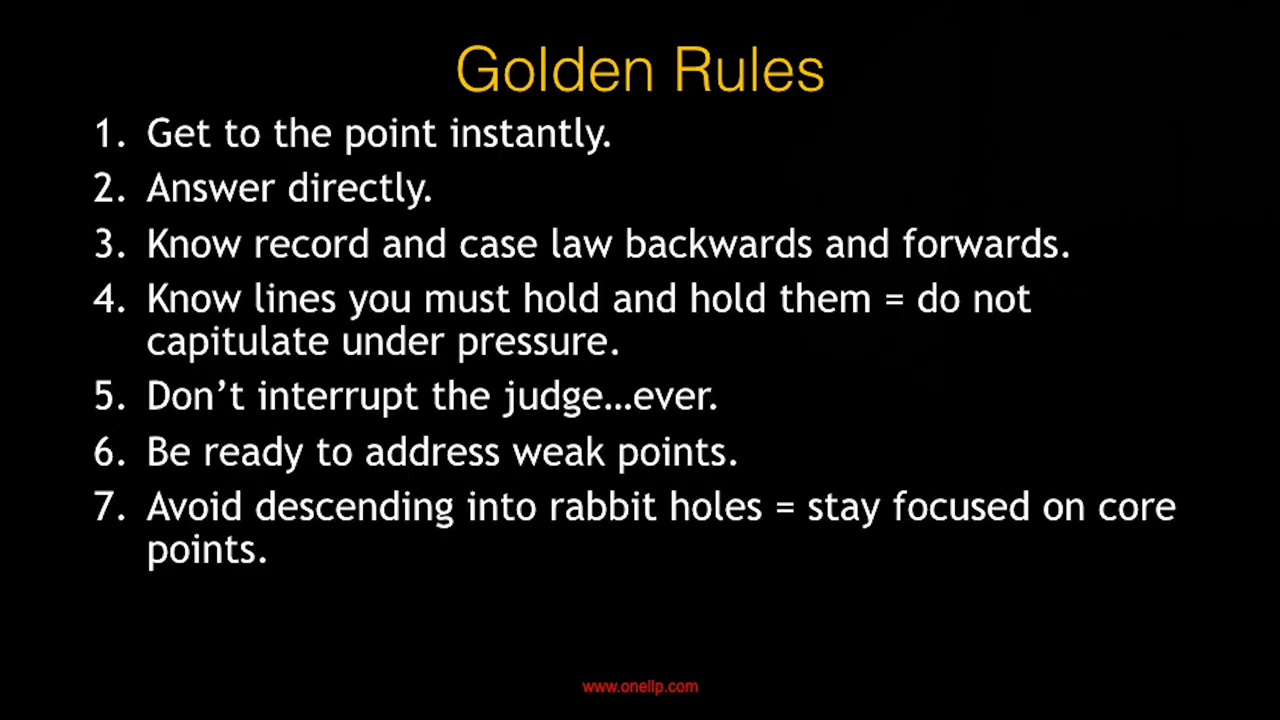 Golden Rules
1. Get to the point instantly.
2. Answer directly.
3. Know record and case law backwards and forwards.
4. Know lines you must hold and hold them = do not
capitulate under pressure.
5. Don’t interrupt the judge…ever.
6. Be ready to address weak points.
7. Avoid descending into rabbit holes = stay focused on core
points.
www.onellp.com